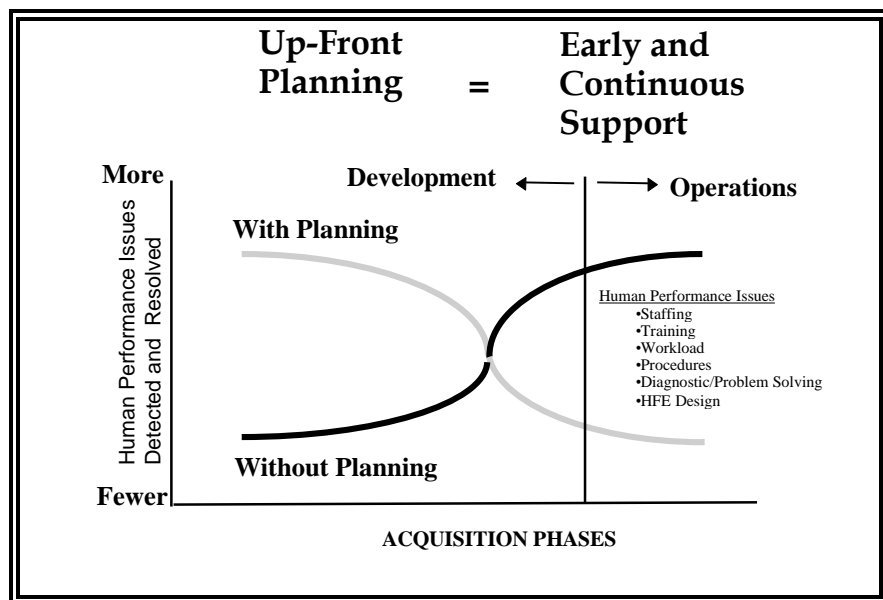 Up-Front
Planning
=
Early and
Continuous
Support
More
Development
Operations
With Planning
Human Performance Issues
Detected and Resolved
Human Performance Issues
•Staffing
•Training
•Workload
•Procedures
•Diagnostic/Problem Solving
•HFE Design
Without Planning
Fewer
ACQUISITION PHASES